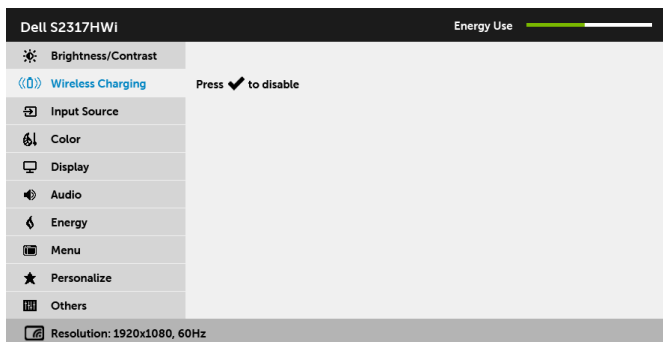 Dell S2317HWi
Energy Use
Brightness/Contrast
Wireless Charging
Press ✔ to disable
Input Source
Color
Display
Audio
Energy
Menu
Personalize
Others
Resolution: 1920x1080, 60Hz